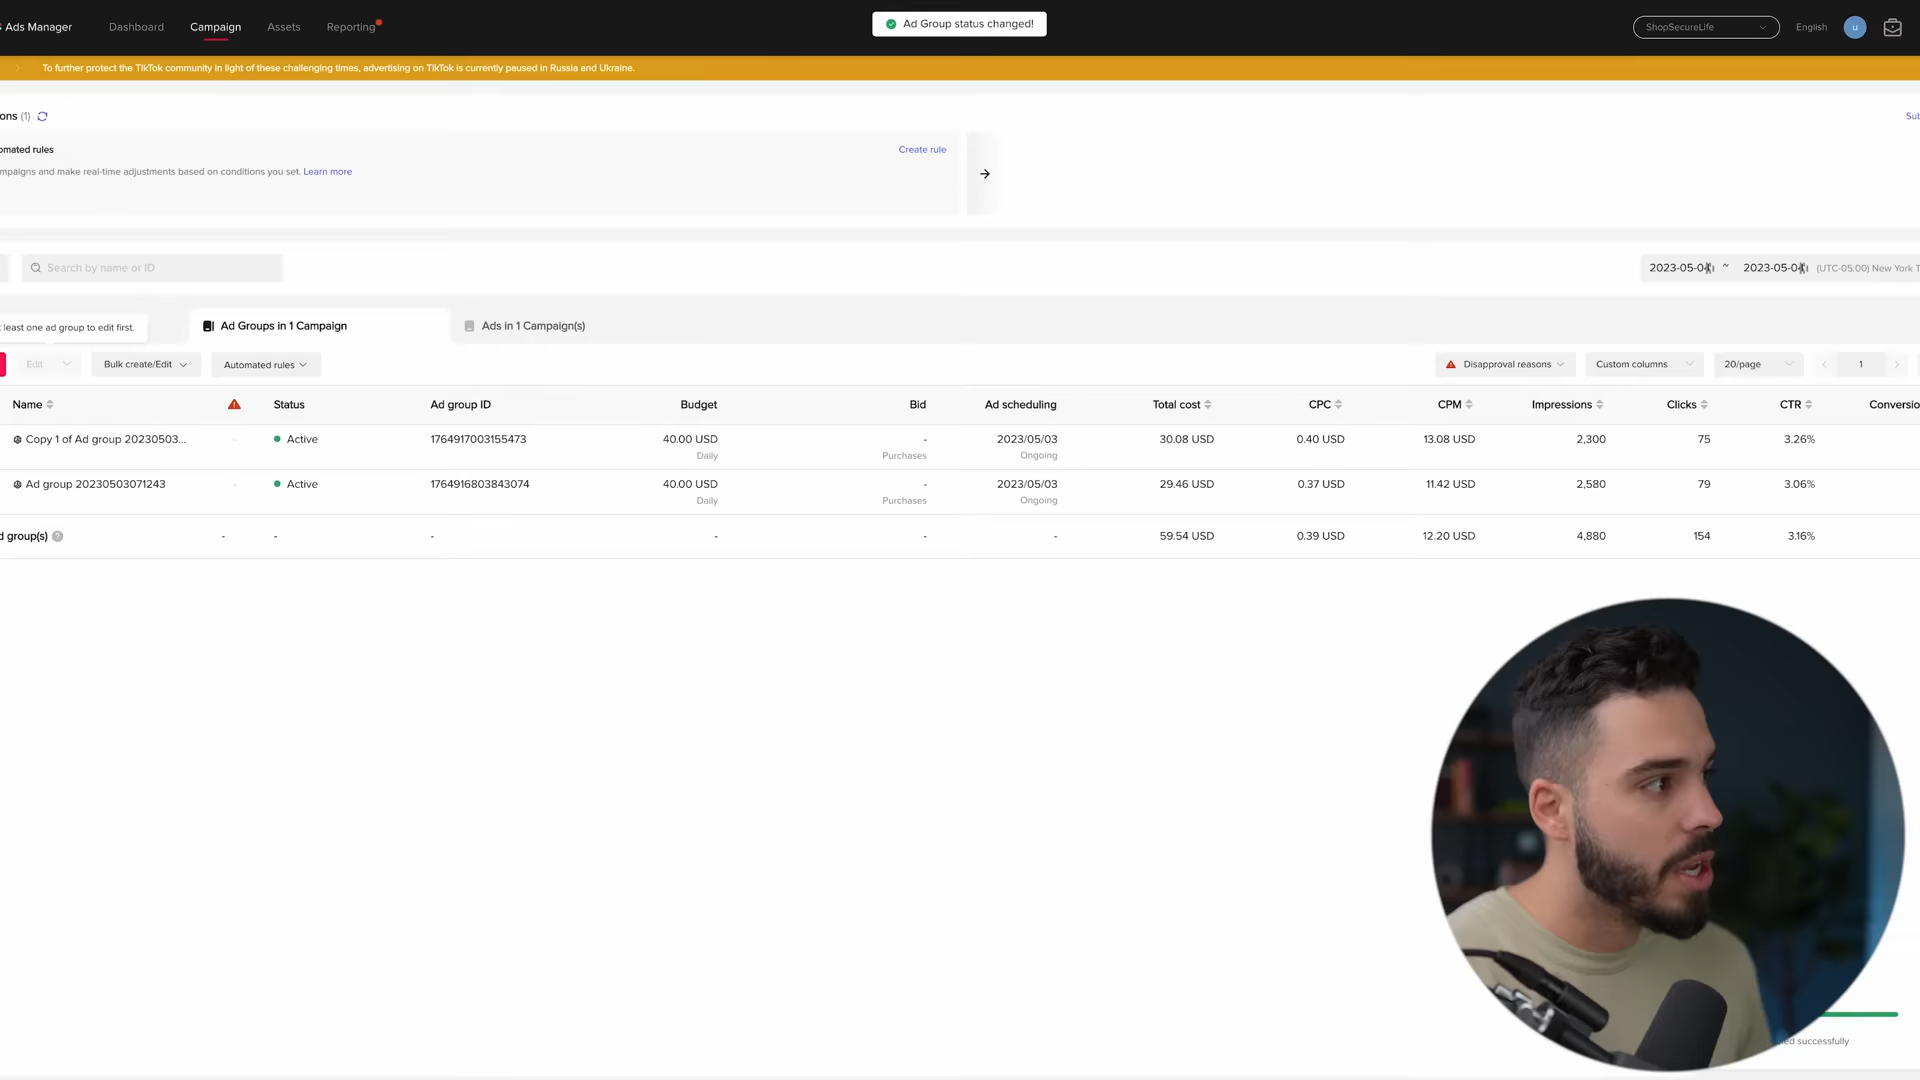 Ads Manager Dashboard Campaign Assets Reporting Ad Group status changed! ShopSecureLife English u
To further protect the TikTok community in light of these challenging times, advertising on TikTok is currently paused in Russia and Ukraine.
ons (1) Sub
omated rules Create rule
mpaigns and make real-time adjustments based on conditions you set. Learn more
Search by name or ID 2023-05-04 ~ 2023-05-04 (UTC-05:00) New York T
least one ad group to edit first. Ad Groups in 1 Campaign Ads in 1 Campaign(s)
Edit Bulk create/Edit Automated rules Disapproval reasons Custom columns 20/page 1
Name Status Ad group ID Budget Bid Ad scheduling Total cost CPC CPM Impressions Clicks CTR Conversio
Copy 1 of Ad group 20230503... - Active 1764917003155473 40.00 USD - 2023/05/03 30.08 USD 0.40 USD 13.08 USD 2,300 75 3.26%
Daily Purchases Ongoing
Ad group 20230503071243 - Active 1764916803843074 40.00 USD - 2023/05/03 29.46 USD 0.37 USD 11.42 USD 2,580 79 3.06%
Daily Purchases Ongoing
d group(s) ? - - - - - - 59.54 USD 0.39 USD 12.20 USD 4,880 154 3.16%
successfully